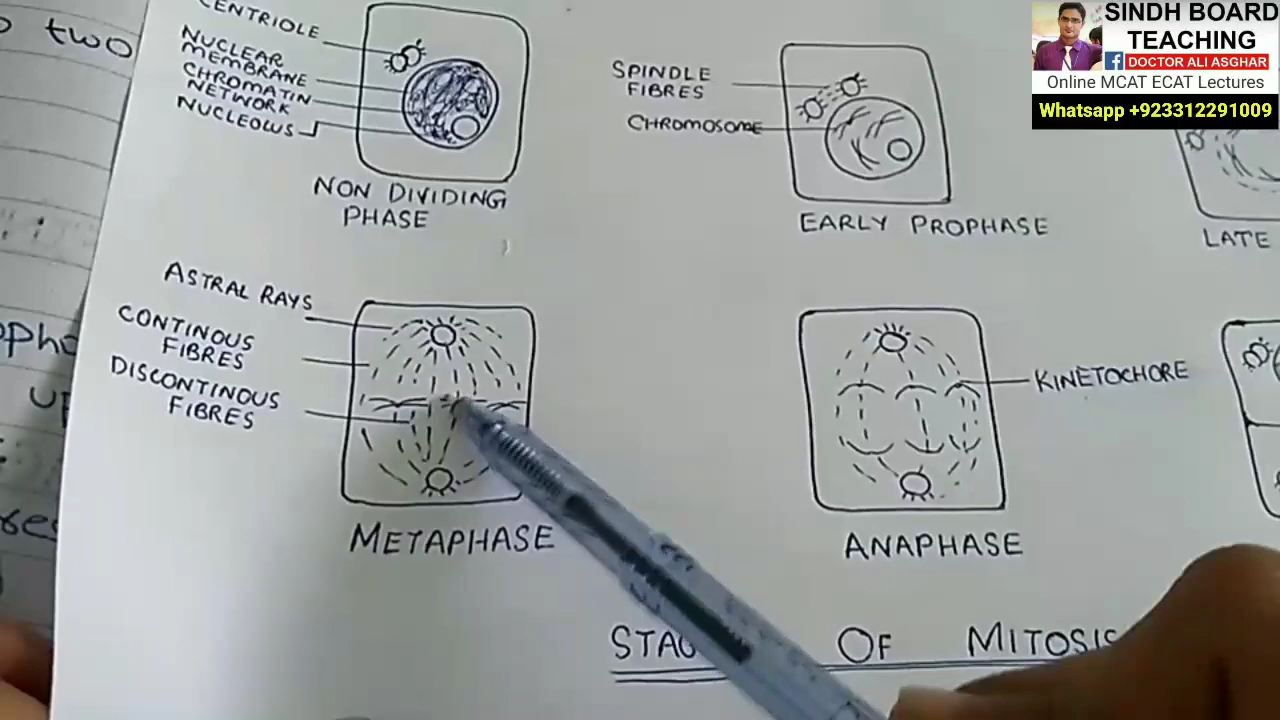 SINDH BOARD
TEACHING
f DOCTOR ALI ASGHAR
Online MCAT ECAT Lectures
Whatsapp +923312291009
two
CENTRIOLE
NUCLEAR
MEMBRANE
CHROMATIN
NETWORK
NUCLEOLUS
NON DIVIDING
PHASE
SPINDLE
FIBRES
CHROMOSOME
EARLY PROPHASE
LATE
ASTRAL RAYS
CONTINOUS
FIBRES
DISCONTINOUS
FIBRES
METAPHASE
KINETOCHORE
ANAPHASE
OF MITOSIS